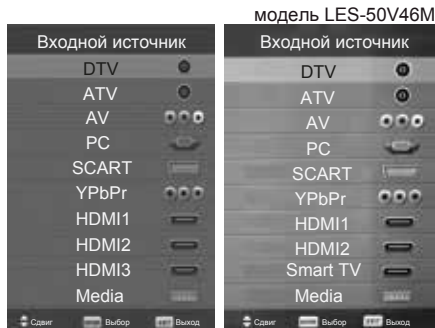 модель LES-50V46M
Входной источник
DTV
ATV
AV
PC
SCART
YPbPr
HDMI1
HDMI2
HDMI3
Media
Сдвиг Выбор Выход
Входной источник
DTV
ATV
AV
PC
SCART
YPbPr
HDMI1
HDMI2
Smart TV
Media
Сдвиг Выбор EXIT Выход